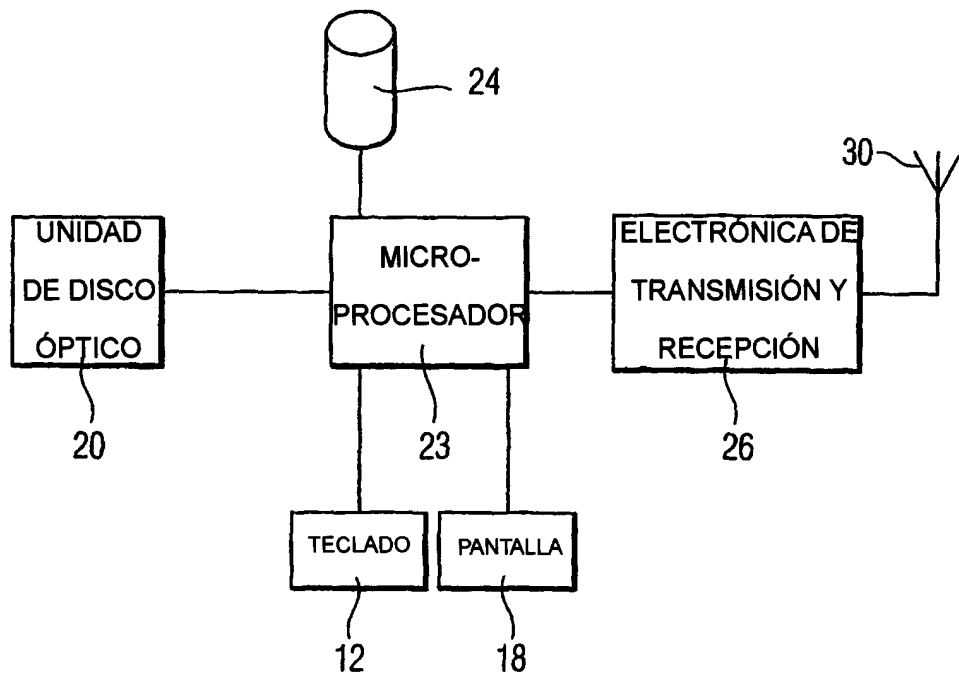 24
30
UNIDAD
DE DISCO
ÓPTICO
MICRO-
PROCESADOR
ELECTRÓNICA DE
TRANSMISIÓN Y
RECEPCIÓN
20
23
26
TECLADO
PANTALLA
12
18